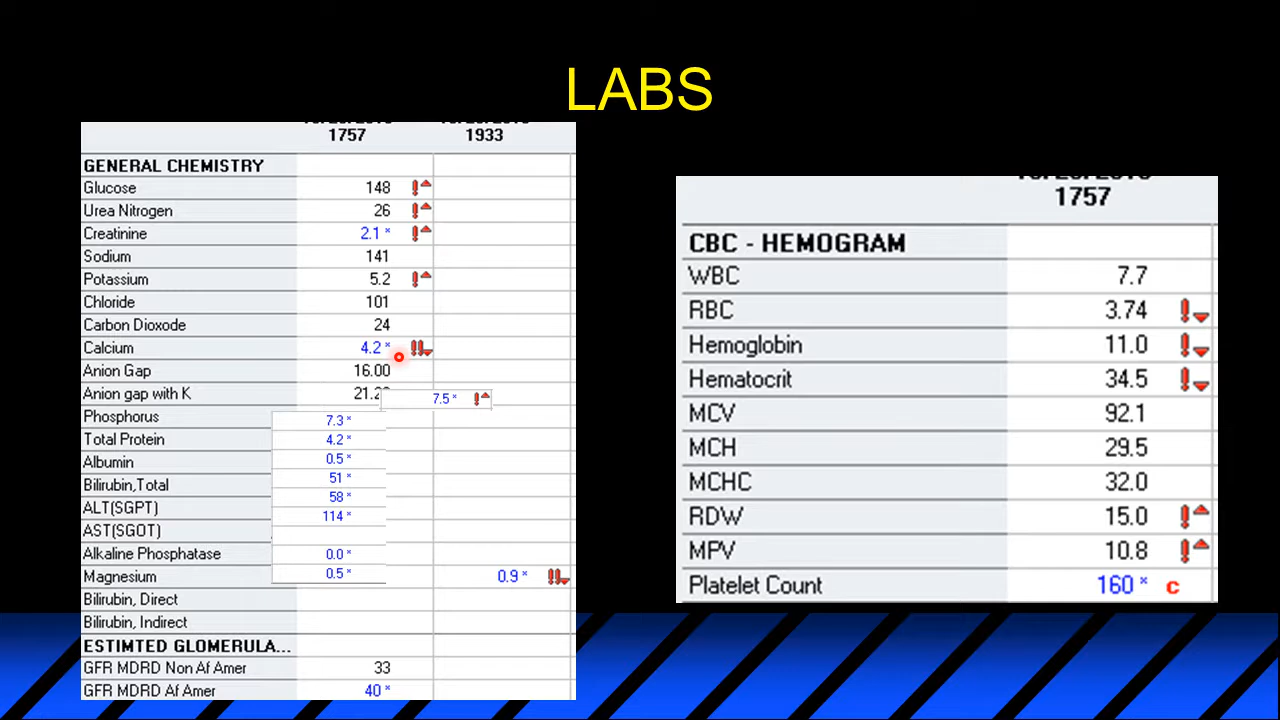 LABS
1757 1933
GENERAL CHEMISTRY
Glucose 148
Urea Nitrogen 26
Creatinine 2.1 *
Sodium 141
Potassium 5.2
Chloride 101
Carbon Dioxode 24
Calcium 4.2 *
Anion Gap 16.00
Anion gap with K 21.2
7.5 *
Phosphorus 7.3 *
Total Protein 4.2 *
Albumin 0.5 *
Bilirubin,Total 51 *
ALT(SGPT) 58 *
AST(SGOT) 114 *
Alkaline Phosphatase 0.0 *
Magnesium 0.5 * 0.9 *
Bilirubin, Direct
Bilirubin, Indirect
ESTIMTED GLOMERULA...
GFR MDRD Non Af Amer 33
GFR MDRD Af Amer 40 *
1757
CBC - HEMOGRAM
WBC 7.7
RBC 3.74
Hemoglobin 11.0
Hematocrit 34.5
MCV 92.1
MCH 29.5
MCHC 32.0
RDW 15.0
MPV 10.8
Platelet Count 160 * c